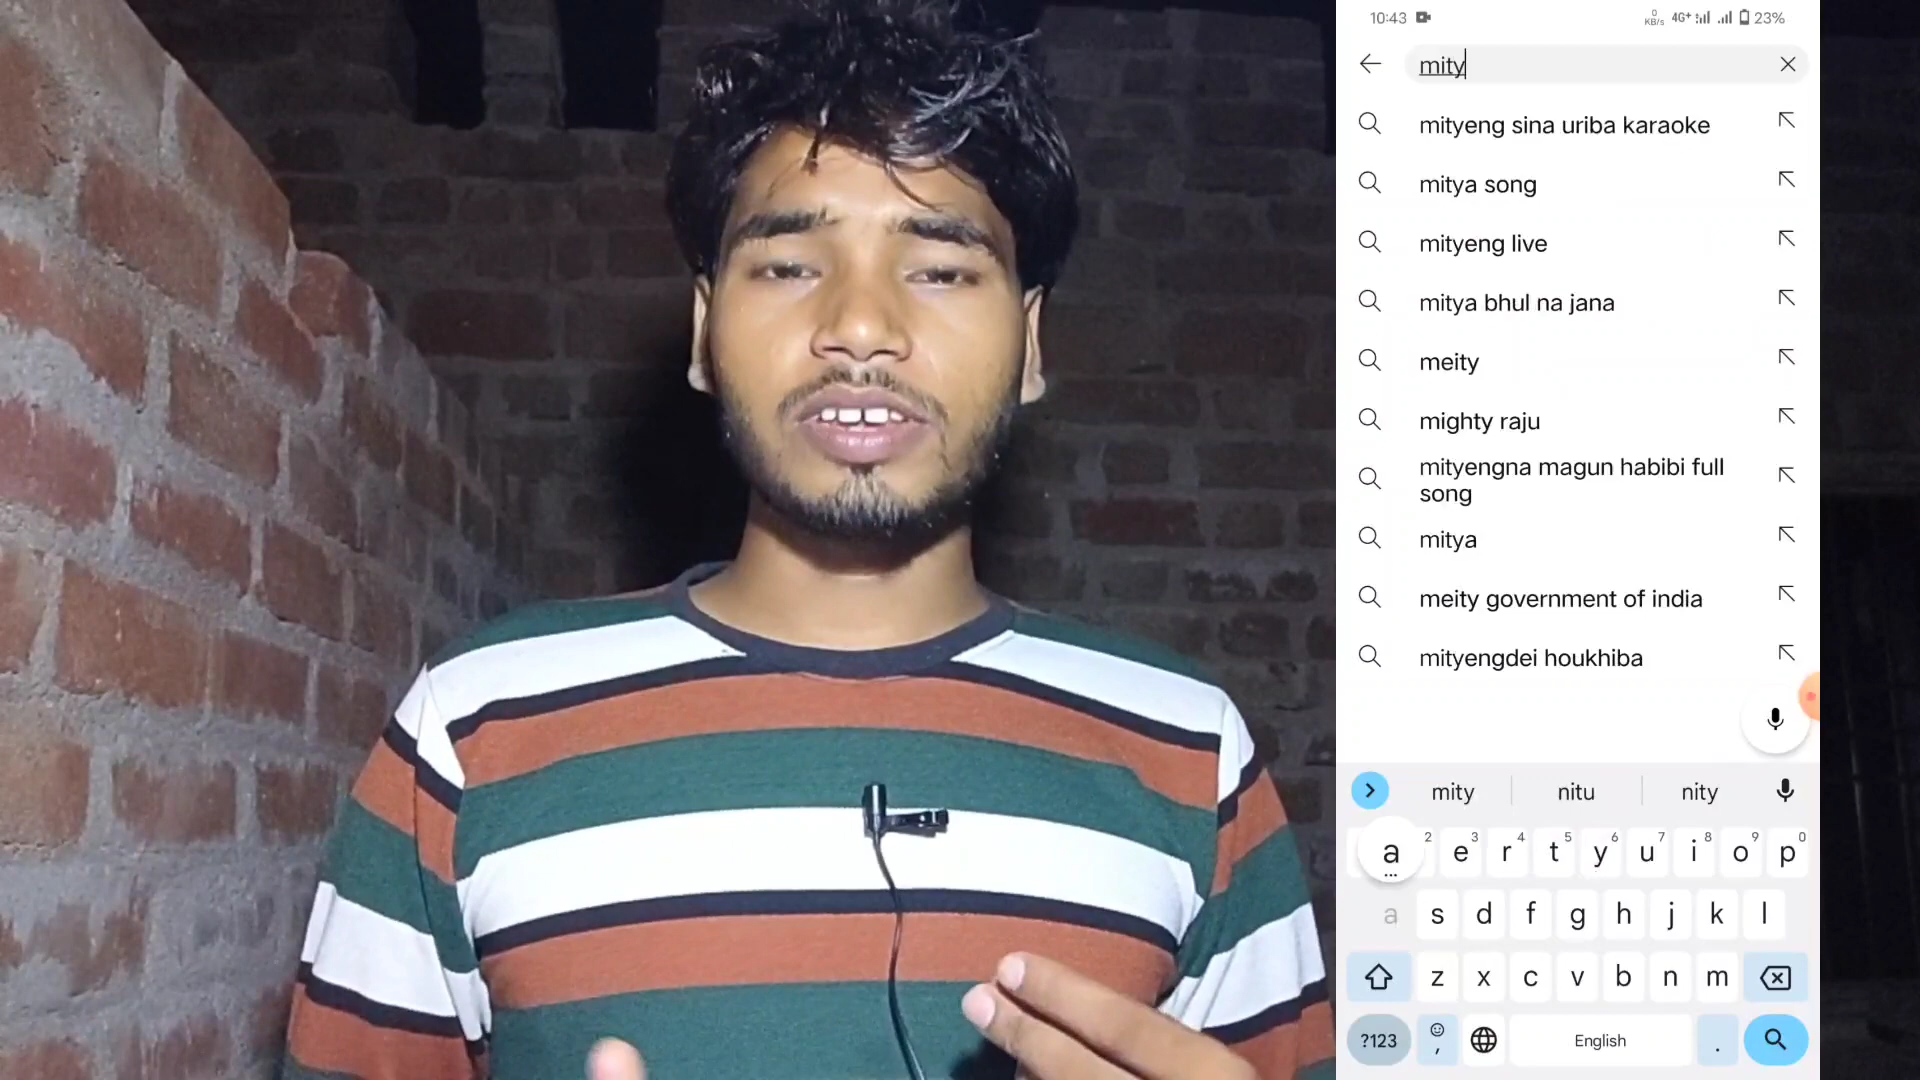 10:43 0 KB/s 4G+ 23%
mity
mityeng sina uriba karaoke
mitya song
mityeng live
mitya bhul na jana
meity
mighty raju
mityengna magun habibi full
song
mitya
meity government of india
mityengdei houkhiba
mity nitu nity
a 2 e 3 r 4 t 5 y 6 u 7 i 8 o 9 p 0
a s d f g h j k l
z x c v b n m
?123 , English .